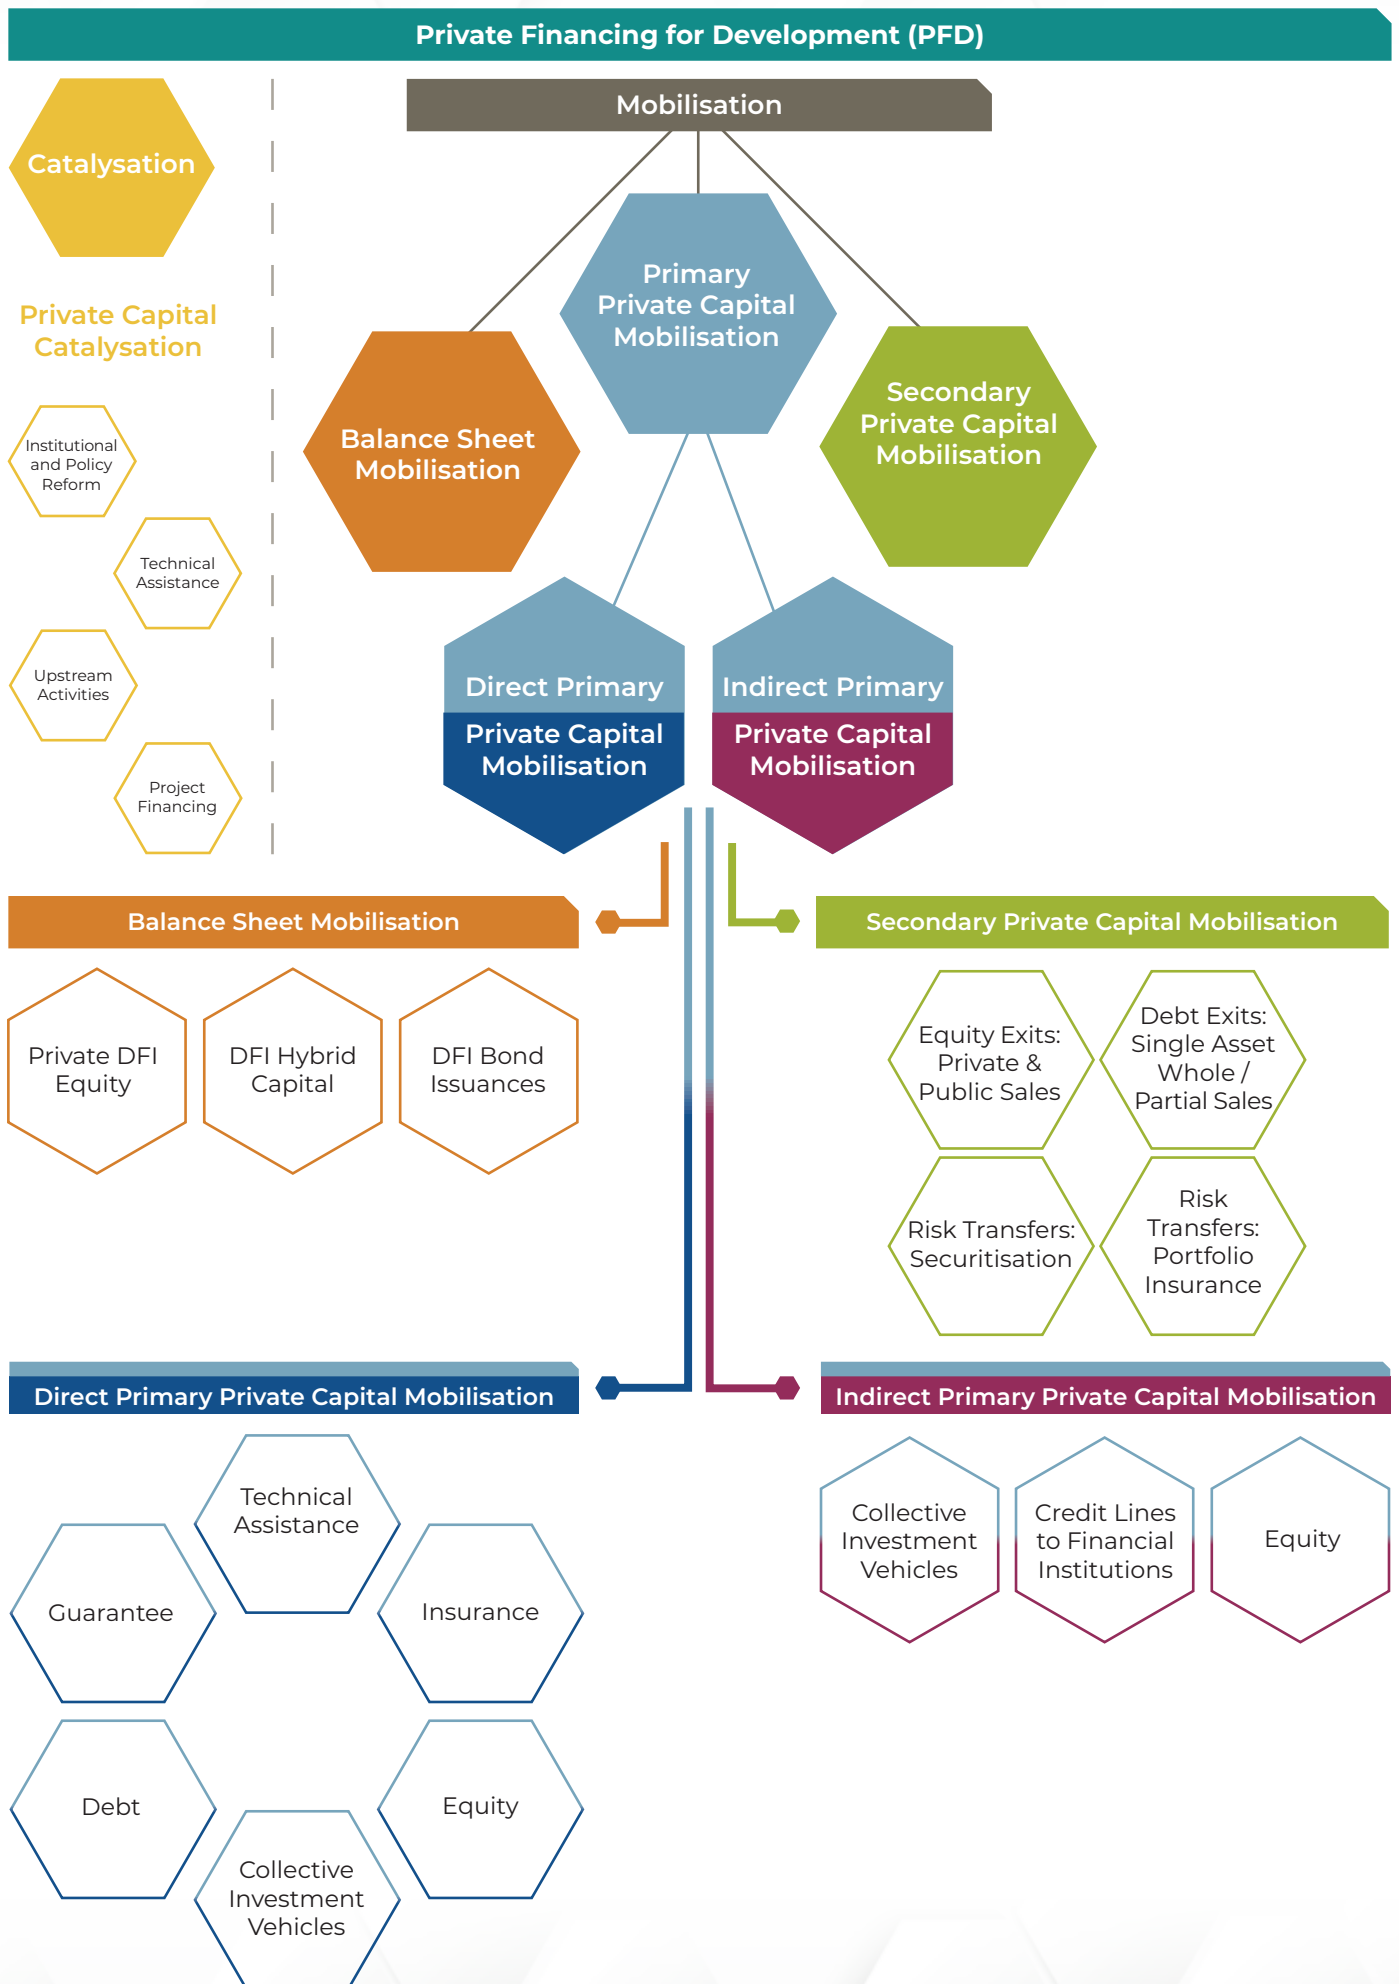 Private Financing for Development (PFD)
Catalysation
Private Capital
Catalysation
Institutional
and Policy
Reform
Technical
Assistance
Upstream
Activities
Project
Financing
Mobilisation
Primary
Private Capital
Mobilisation
Balance Sheet
Mobilisation
Secondary
Private Capital
Mobilisation
Direct Primary
Private Capital
Mobilisation
Indirect Primary
Private Capital
Mobilisation
Balance Sheet Mobilisation
Private DFI
Equity
DFI Hybrid
Capital
DFI Bond
Issuances
Secondary Private Capital Mobilisation
Equity Exits:
Private &
Public Sales
Debt Exits:
Single Asset
Whole /
Partial Sales
Risk Transfers:
Securitisation
Risk
Transfers:
Portfolio
Insurance
Direct Primary Private Capital Mobilisation
Technical
Assistance
Guarantee
Insurance
Debt
Equity
Collective
Investment
Vehicles
Indirect Primary Private Capital Mobilisation
Collective
Investment
Vehicles
Credit Lines
to Financial
Institutions
Equity